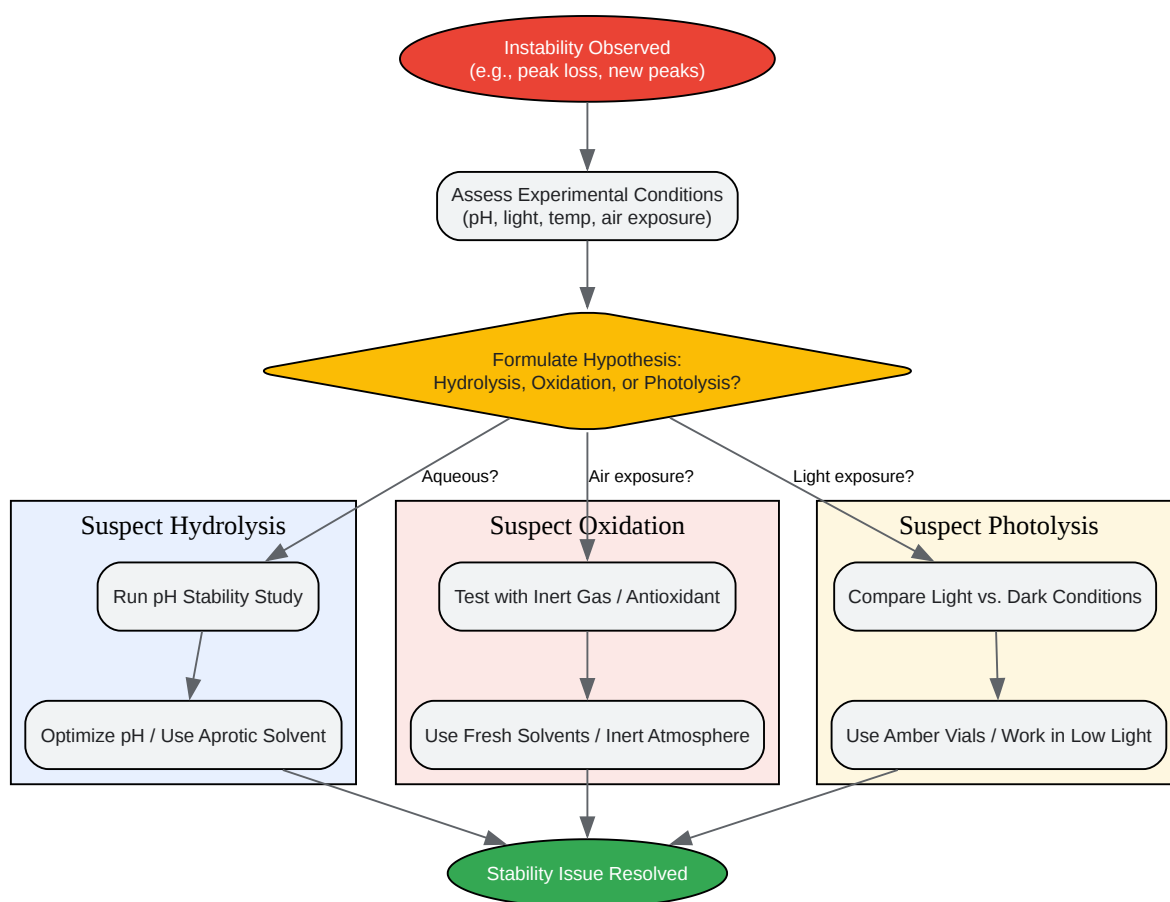 Instability Observed
(e.g., peak loss, new peaks)
Assess Experimental Conditions
(pH, light, temp, air exposure)
Formulate Hypothesis:
Hydrolysis, Oxidation, or Photolysis?
Aqueous?
Air exposure?
Light exposure?
Suspect Hydrolysis
Suspect Oxidation
Suspect Photolysis
Run pH Stability Study
Test with Inert Gas / Antioxidant
Compare Light vs. Dark Conditions
Optimize pH / Use Aprotic Solvent
Use Fresh Solvents / Inert Atmosphere
Use Amber Vials / Work in Low Light
Stability Issue Resolved